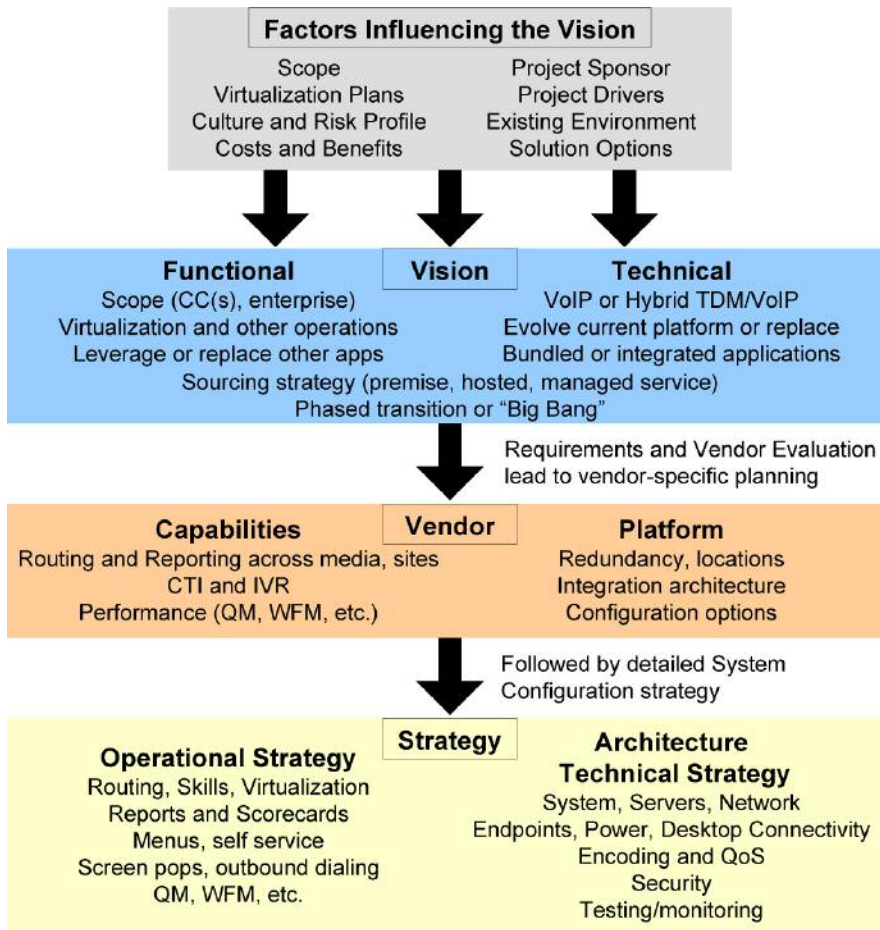 Factors Influencing the Vision
Scope
Virtualization Plans
Culture and Risk Profile
Costs and Benefits
Project Sponsor
Project Drivers
Existing Environment
Solution Options
Vision
Functional
Scope (CC(s), enterprise)
Virtualization and other operations
Leverage or replace other apps
Technical
VoIP or Hybrid TDM/VoIP
Evolve current platform or replace
Bundled or integrated applications
Sourcing strategy (premise, hosted, managed service)
Phased transition or “Big Bang”
Requirements and Vendor Evaluation
lead to vendor-specific planning
Vendor
Capabilities
Routing and Reporting across media, sites
CTI and IVR
Performance (QM, WFM, etc.)
Platform
Redundancy, locations
Integration architecture
Configuration options
Followed by detailed System
Configuration strategy
Strategy
Operational Strategy
Routing, Skills, Virtualization
Reports and Scorecards
Menus, self service
Screen pops, outbound dialing
QM, WFM, etc.
Architecture
Technical Strategy
System, Servers, Network
Endpoints, Power, Desktop Connectivity
Encoding and QoS
Security
Testing/monitoring